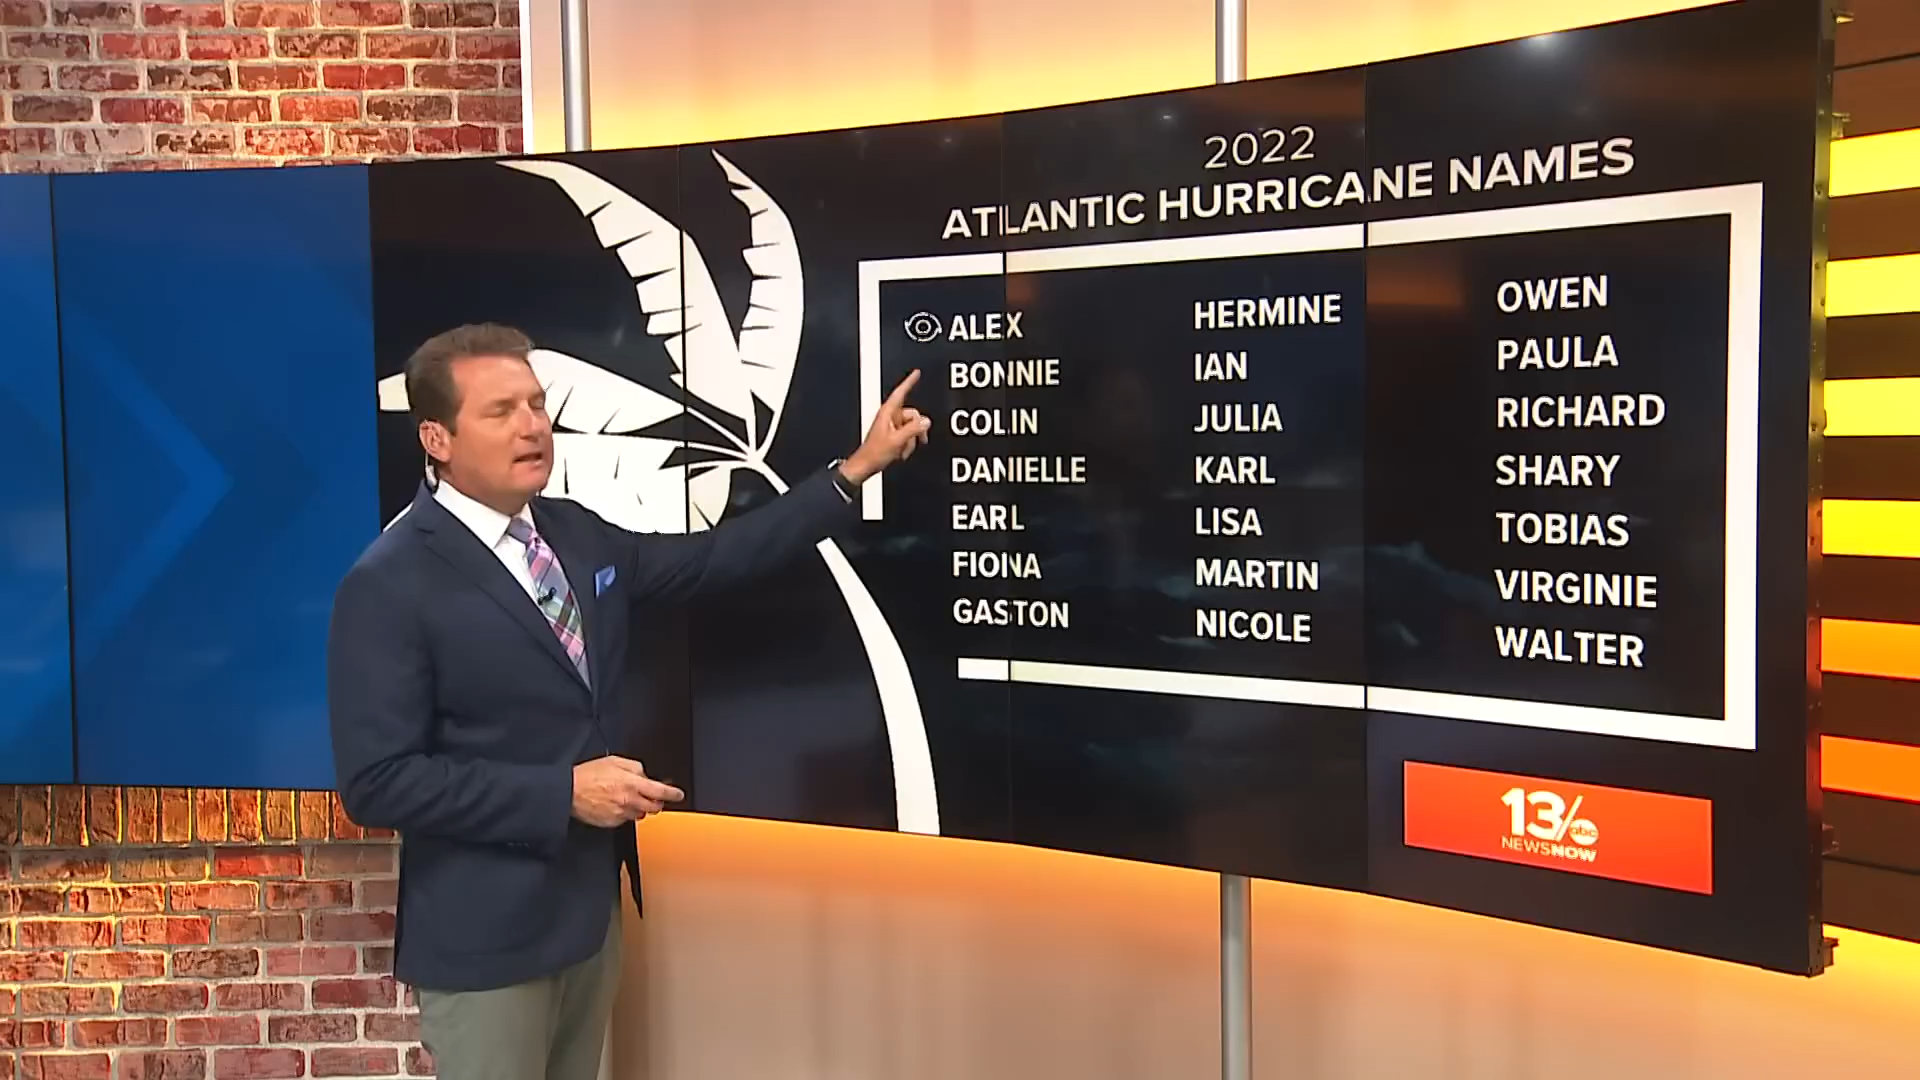 2022
ATLANTIC HURRICANE NAMES
ALEX
BONNIE
COLIN
DANIELLE
EARL
FIONA
GASTON
HERMINE
IAN
JULIA
KARL
LISA
MARTIN
NICOLE
OWEN
PAULA
RICHARD
SHARY
TOBIAS
VIRGINIE
WALTER
13/ abc
NEWSNOW